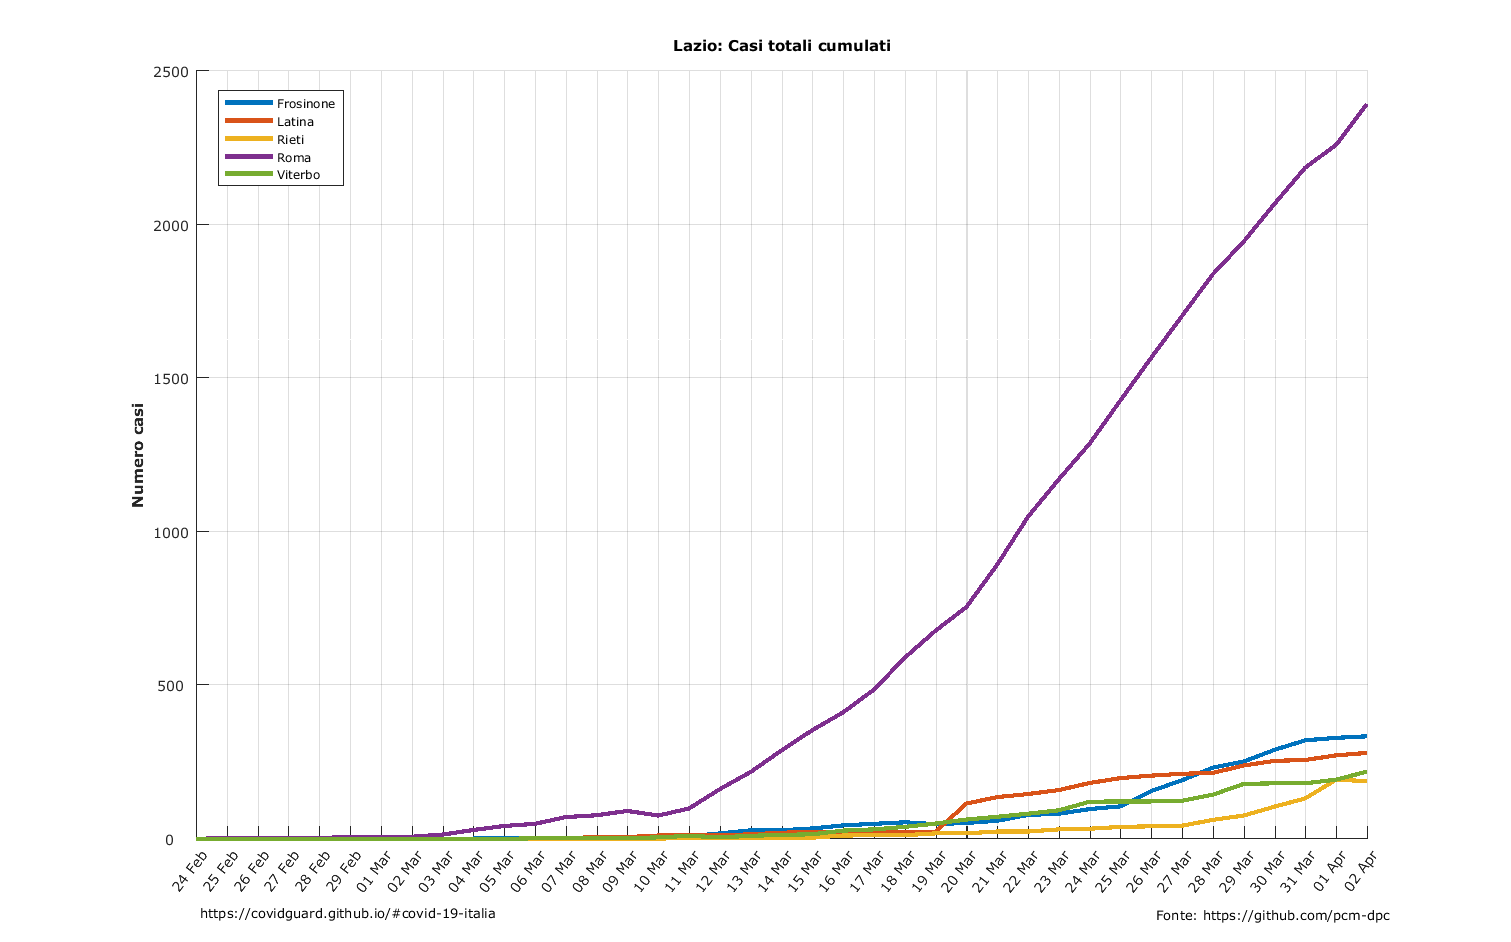 Lazio: Casi totali cumulati
2500
2000
1500
1000
500
0
Numero casi
Frosinone
Latina
Rieti
Roma
Viterbo
24 Feb
25 Feb
26 Feb
27 Feb
28 Feb
29 Feb
01 Mar
02 Mar
03 Mar
04 Mar
05 Mar
06 Mar
07 Mar
08 Mar
09 Mar
10 Mar
11 Mar
12 Mar
13 Mar
14 Mar
15 Mar
16 Mar
17 Mar
18 Mar
19 Mar
20 Mar
21 Mar
22 Mar
23 Mar
24 Mar
25 Mar
26 Mar
27 Mar
28 Mar
29 Mar
30 Mar
31 Mar
01 Apr
02 Apr
https://covidguard.github.io/#covid-19-italia
Fonte: https://github.com/pcm-dpc